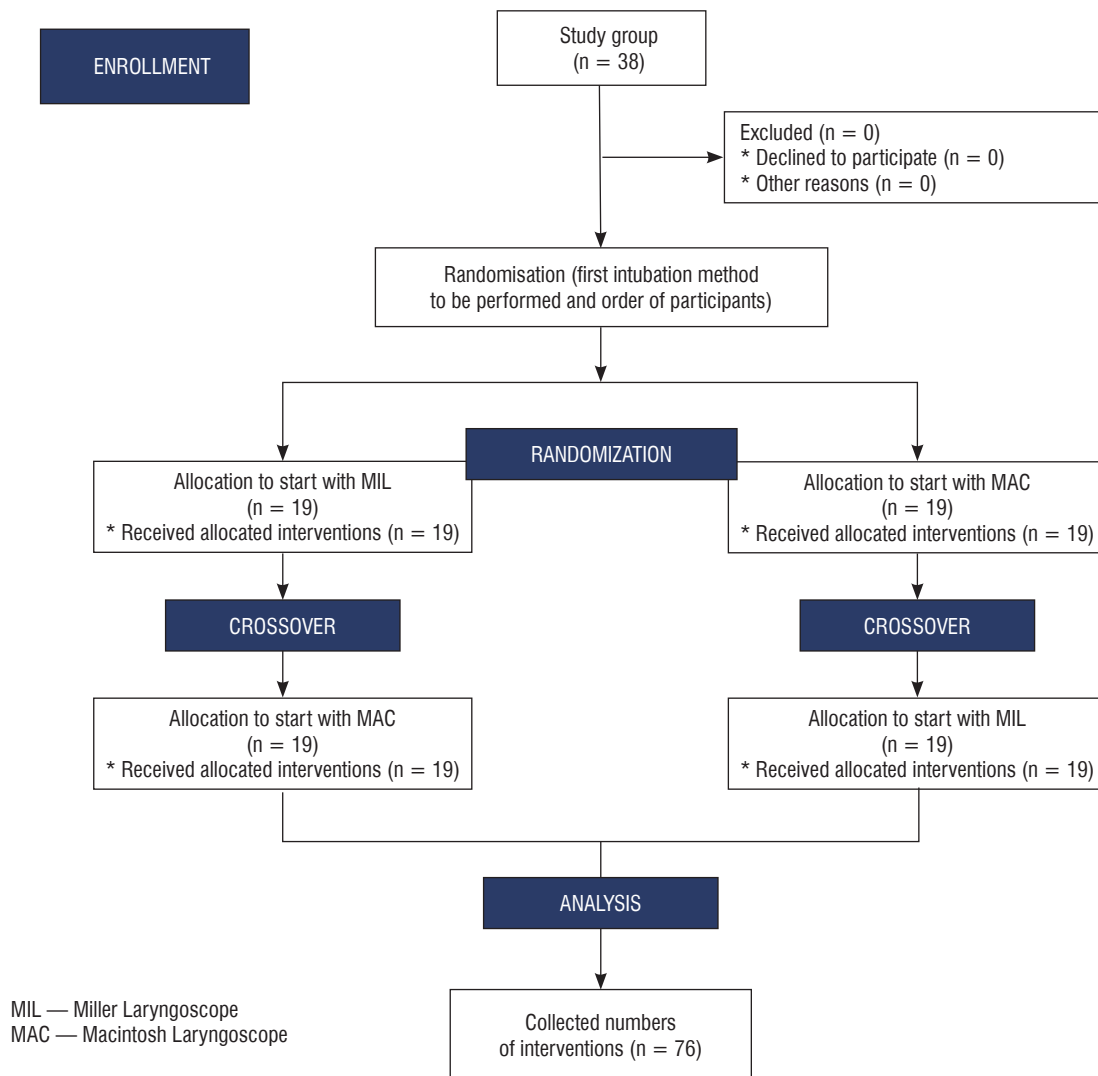 ENROLLMENT
Study group
(n = 38)
Excluded (n = 0)
* Declined to participate (n = 0)
* Other reasons (n = 0)
Randomisation (first intubation method
to be performed and order of participants)
RANDOMIZATION
Allocation to start with MIL
(n = 19)
* Received allocated interventions (n = 19)
Allocation to start with MAC
(n = 19)
* Received allocated interventions (n = 19)
CROSSOVER
CROSSOVER
Allocation to start with MAC
(n = 19)
* Received allocated interventions (n = 19)
Allocation to start with MIL
(n = 19)
* Received allocated interventions (n = 19)
ANALYSIS
Collected numbers
of interventions (n = 76)
MIL — Miller Laryngoscope
MAC — Macintosh Laryngoscope